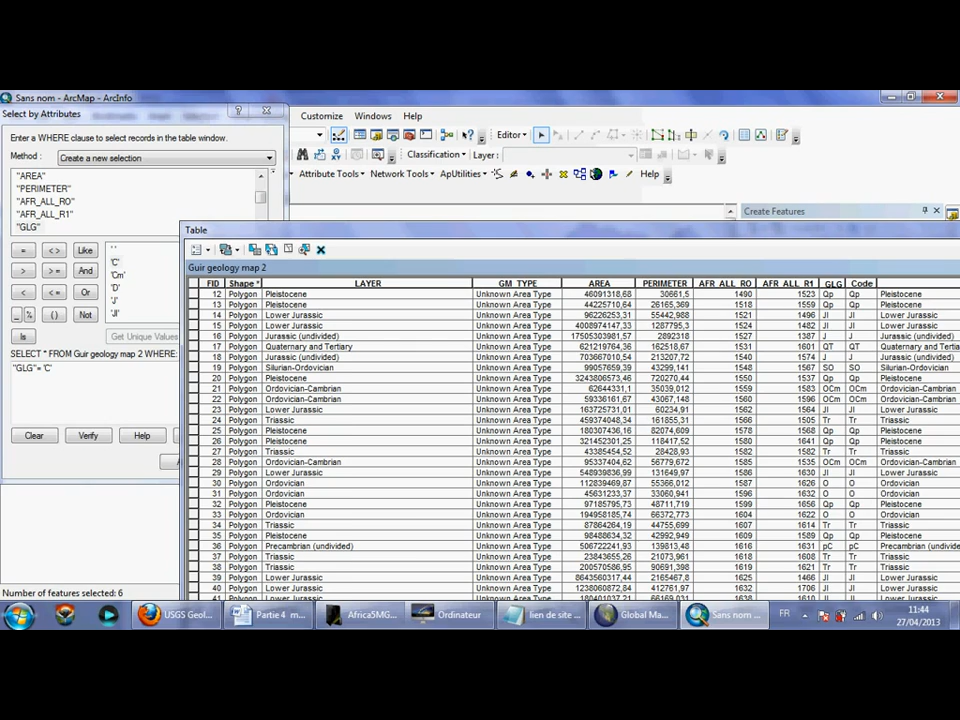 Sans nom - ArcMap - ArcInfo
Select by Attributes
Enter a WHERE clause to select records in the table window.
Method : Create a new selection
"AREA"
"PERIMETER"
"AFR_ALL_RO"
"AFR_ALL_R1"
"GLG"
= < > Like
> > = And
< < = Or
_ % ( ) Not
Is
' '
'C'
'Cm'
'D'
'J'
'Jl'
Get Unique Values
SELECT * FROM Guir geology map 2 WHERE:
"GLG"= 'C'
Clear Verify Help
Number of features selected: 6
Customize Windows Help
Editor
Classification Layer:
Attribute Tools Network Tools ApUtilities Help
Create Features
Table
Guir geology map 2
FID Shape * LAYER GM_TYPE AREA PERIMETER AFR_ALL_RO AFR_ALL_R1 GLG Code
12 Polygon Pleistocene Unknown Area Type 46091318,68 30661,5 1490 1523 Qp Qp Pleistocene
13 Polygon Pleistocene Unknown Area Type 44225710,64 26165,369 1518 1559 Qp Qp Pleistocene
14 Polygon Lower Jurassic Unknown Area Type 96226253,31 55442,988 1521 1496 Jl Jl Lower Jurassic
15 Polygon Lower Jurassic Unknown Area Type 4008974147,33 1287795,3 1522 1467 Jl Jl Lower Jurassic
16 Polygon Jurassic (undivided) Unknown Area Type 17505303981,57 2892318 1527 1387 J J Jurassic (undivided)
17 Polygon Quaternary and Tertiary Unknown Area Type 621219764,36 162518,67 1531 1601 QT QT Quaternary and Tertiary
18 Polygon Jurassic (undivided) Unknown Area Type 703667010,54 213207,72 1540 1574 J J Jurassic (undivided)
19 Polygon Silurian-Ordovician Unknown Area Type 99057659,39 43299,141 1548 1567 SO SO Silurian-Ordovician
20 Polygon Pleistocene Unknown Area Type 3243806573,46 720270,44 1550 1537 Qp Qp Pleistocene
21 Polygon Ordovician-Cambrian Unknown Area Type 62644331,1 35039,012 1559 1588 OCm OCm Ordovician-Cambrian
22 Polygon Ordovician-Cambrian Unknown Area Type 59336161,67 43067,148 1560 1596 OCm OCm Ordovician-Cambrian
23 Polygon Lower Jurassic Unknown Area Type 163725731,01 60234,91 1562 1564 Jl Jl Lower Jurassic
24 Polygon Triassic Unknown Area Type 459374048,34 161855,31 1566 1505 Tr Tr Triassic
25 Polygon Pleistocene Unknown Area Type 180307436,16 82074,609 1578 1568 Qp Qp Pleistocene
26 Polygon Pleistocene Unknown Area Type 321452301,25 118417,52 1580 1641 Qp Qp Pleistocene
27 Polygon Triassic Unknown Area Type 43385454,52 28428,93 1582 1582 Tr Tr Triassic
28 Polygon Ordovician-Cambrian Unknown Area Type 95337404,62 56779,672 1585 1535 OCm OCm Ordovician-Cambrian
29 Polygon Lower Jurassic Unknown Area Type 548939836,99 131649,97 1586 1630 Jl Jl Lower Jurassic
30 Polygon Ordovician Unknown Area Type 112839469,87 55366,012 1587 1626 O O Ordovician
31 Polygon Ordovician Unknown Area Type 45631233,37 33060,941 1596 1632 O O Ordovician
32 Polygon Pleistocene Unknown Area Type 97185795,73 48711,719 1599 1656 Qp Qp Pleistocene
33 Polygon Ordovician Unknown Area Type 194958185,74 66372,773 1604 1622 O O Ordovician
34 Polygon Triassic Unknown Area Type 87864264,19 44755,699 1607 1614 Tr Tr Triassic
35 Polygon Pleistocene Unknown Area Type 98488634,32 42992,949 1609 1589 Qp Qp Pleistocene
36 Polygon Precambrian (undivided) Unknown Area Type 506722241,93 139813,48 1616 1631 pC pC Precambrian (undivide
37 Polygon Triassic Unknown Area Type 23843655,26 21073,961 1618 1608 Tr Tr Triassic
38 Polygon Triassic Unknown Area Type 200570586,95 90691,398 1619 1621 Tr Tr Triassic
39 Polygon Lower Jurassic Unknown Area Type 8643560317,44 2165467,8 1625 1466 Jl Jl Lower Jurassic
40 Polygon Lower Jurassic Unknown Area Type 1238060872,84 412761,97 1632 1706 Jl Jl Lower Jurassic
41 Polygon Lower Jurassic Unknown Area Type 180401037,21 66169,031 1638 1610 Jl Jl Lower Jurassic
USGS Geol... Partie 4 m... Africa5MG... Ordinateur lien de site ... Global Ma... Sans nom ... FR 11:44
27/04/2013